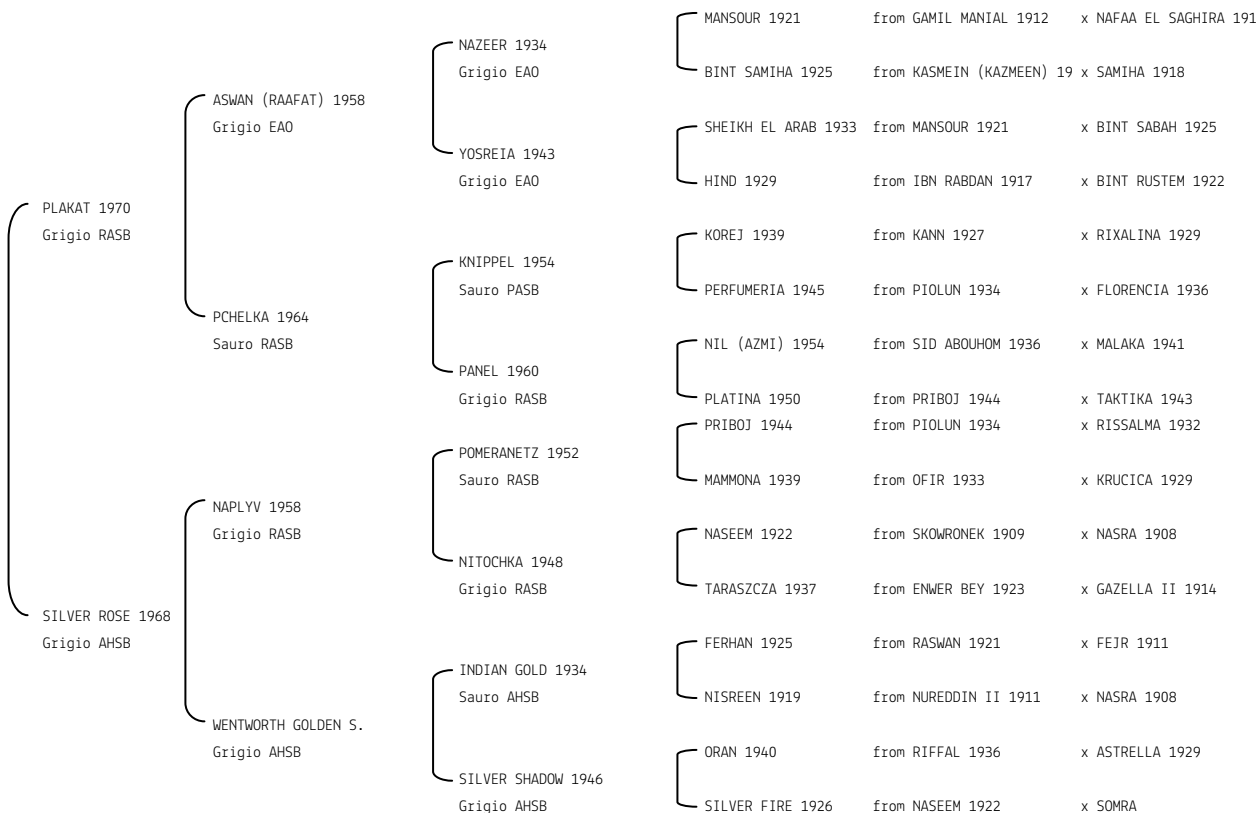 MANSOUR 1921 from GAMIL MANIAL 1912 x NAFAA EL SAGHIRA 191
NAZEER 1934
Grigio EAO
BINT SAMIHA 1925 from KASMEIN (KAZMEEN) 19 x SAMIHA 1918
ASWAN (RAAFAT) 1958
Grigio EAO
SHEIKH EL ARAB 1933 from MANSOUR 1921 x BINT SABAH 1925
YOSREIA 1943
Grigio EAO
HIND 1929 from IBN RABDAN 1917 x BINT RUSTEM 1922
PLAKAT 1970
Grigio RASB
KOREJ 1939 from KANN 1927 x RIXALINA 1929
KNIPPEL 1954
Sauro PASB
PERFUMERIA 1945 from PIOLUN 1934 x FLORENCIA 1936
PCHELKA 1964
Sauro RASB
NIL (AZMI) 1954 from SID ABOUHOM 1936 x MALAKA 1941
PANEL 1960
Grigio RASB
PLATINA 1950 from PRIBOJ 1944 x TAKTIKA 1943
PRIBOJ 1944 from PIOLUN 1934 x RISSALMA 1932
POMERANETZ 1952
Sauro RASB
MAMMONA 1939 from OFIR 1933 x KRUCICA 1929
NAPLYV 1958
Grigio RASB
NASEEM 1922 from SKOWRONEK 1909 x NASRA 1908
NITOCHKA 1948
Grigio RASB
TARASZCZA 1937 from ENWER BEY 1923 x GAZELLA II 1914
SILVER ROSE 1968
Grigio AHSB
FERHAN 1925 from RASWAN 1921 x FEJR 1911
INDIAN GOLD 1934
Sauro AHSB
NISREEN 1919 from NUREDDIN II 1911 x NASRA 1908
WENTWORTH GOLDEN S.
Grigio AHSB
ORAN 1940 from RIFFAL 1936 x ASTRELLA 1929
SILVER SHADOW 1946
Grigio AHSB
SILVER FIRE 1926 from NASEEM 1922 x SOMRA